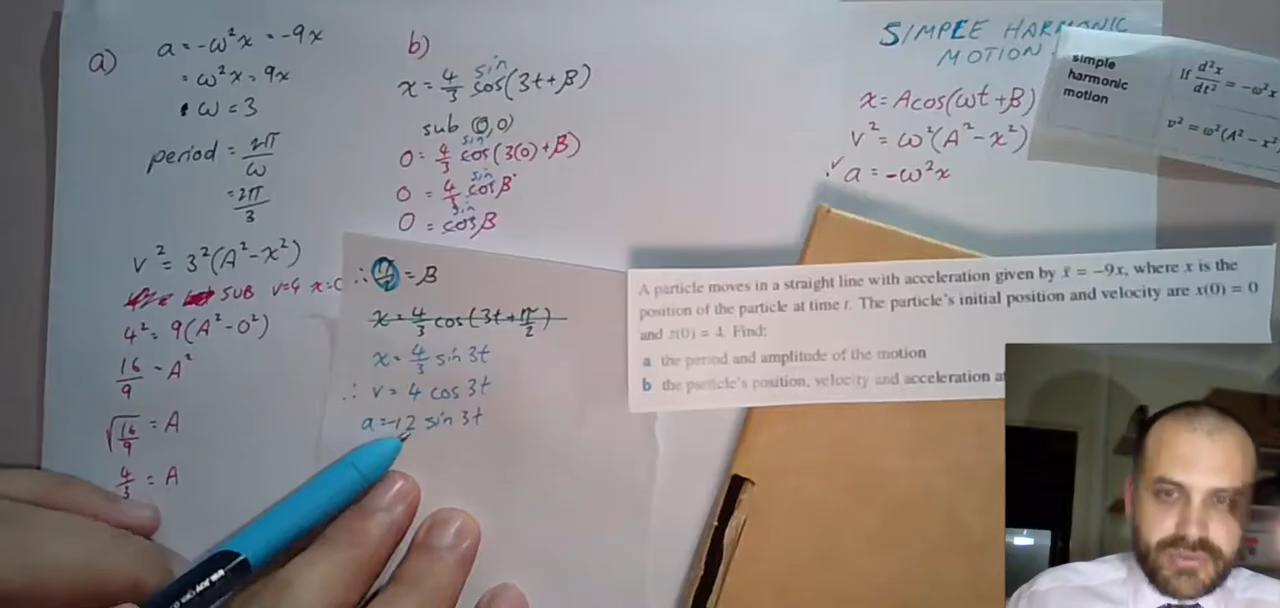 a)
a = -ω²x = -9x
= ω²x = 9x
ω = 3
period = 2π/ω
= 2π/3
v² = 3²(A² - x²)
SUB v=4 x=0
4² = 9(A² - 0²)
16/9 = A²
√16/9 = A
4/3 = A
b)
sin
x = 4/3 cos(3t + β)
sub (0,0)
sin
0 = 4/3 cos(3(0) + β)
sin
0 = 4/3 cos β
sin
0 = cos β
∴ = β
x = 4/3 cos(3t + π/2)
x = 4/3 sin 3t
∴ v = 4 cos 3t
a = -12 sin 3t
SIMPLE HARMONIC
MOTION
x = A cos(ωt + β)
v² = ω²(A² - x²)
a = -ω²x
simple
harmonic
motion
If d²x/dt² = -ω²x
v² = ω²(A² - x²
A particle moves in a straight line with acceleration given by ẍ = −9x, where x is the
position of the particle at time t. The particle's initial position and velocity are x(0) = 0
and ẋ(0) = 4. Find:
a the period and amplitude of the motion
b the particle's position, velocity and acceleration a